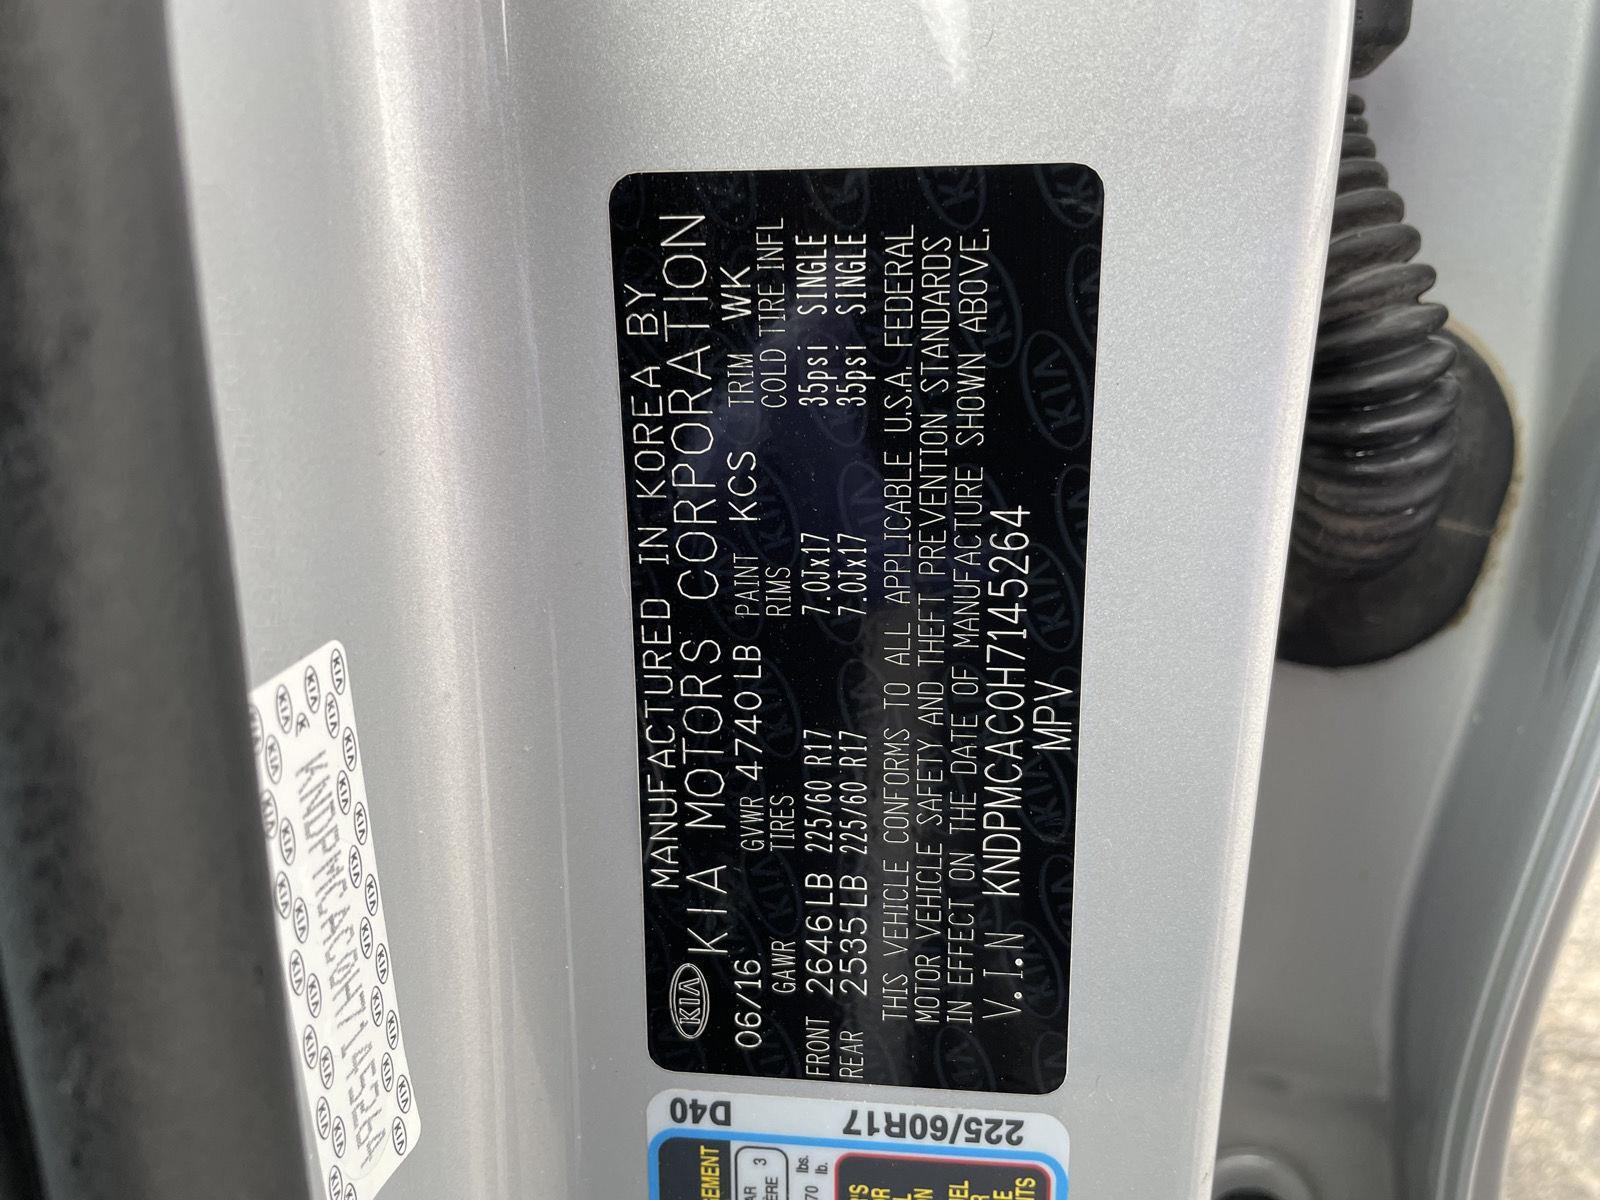 MANUFACTURED IN KOREA BY
KIA KIA MOTORS CORPORATION
06/16 GVWR 4740LB PAINT KCS TRIM WK
GAWR TIRES RIMS COLD TIRE INFL
FRONT 2646LB 225/60 R17 7.0Jx17 35psi SINGLE
REAR 2535LB 225/60 R17 7.0Jx17 35psi SINGLE
THIS VEHICLE CONFORMS TO ALL APPLICABLE U.S.A. FEDERAL
MOTOR VEHICLE SAFETY AND THEFT PREVENTION STANDARDS
IN EFFECT ON THE DATE OF MANUFACTURE SHOWN ABOVE.
V.I.N KNDPMCAC0H7145264
MPV
KNDPMCAC0H7145264
D40
225/60R17